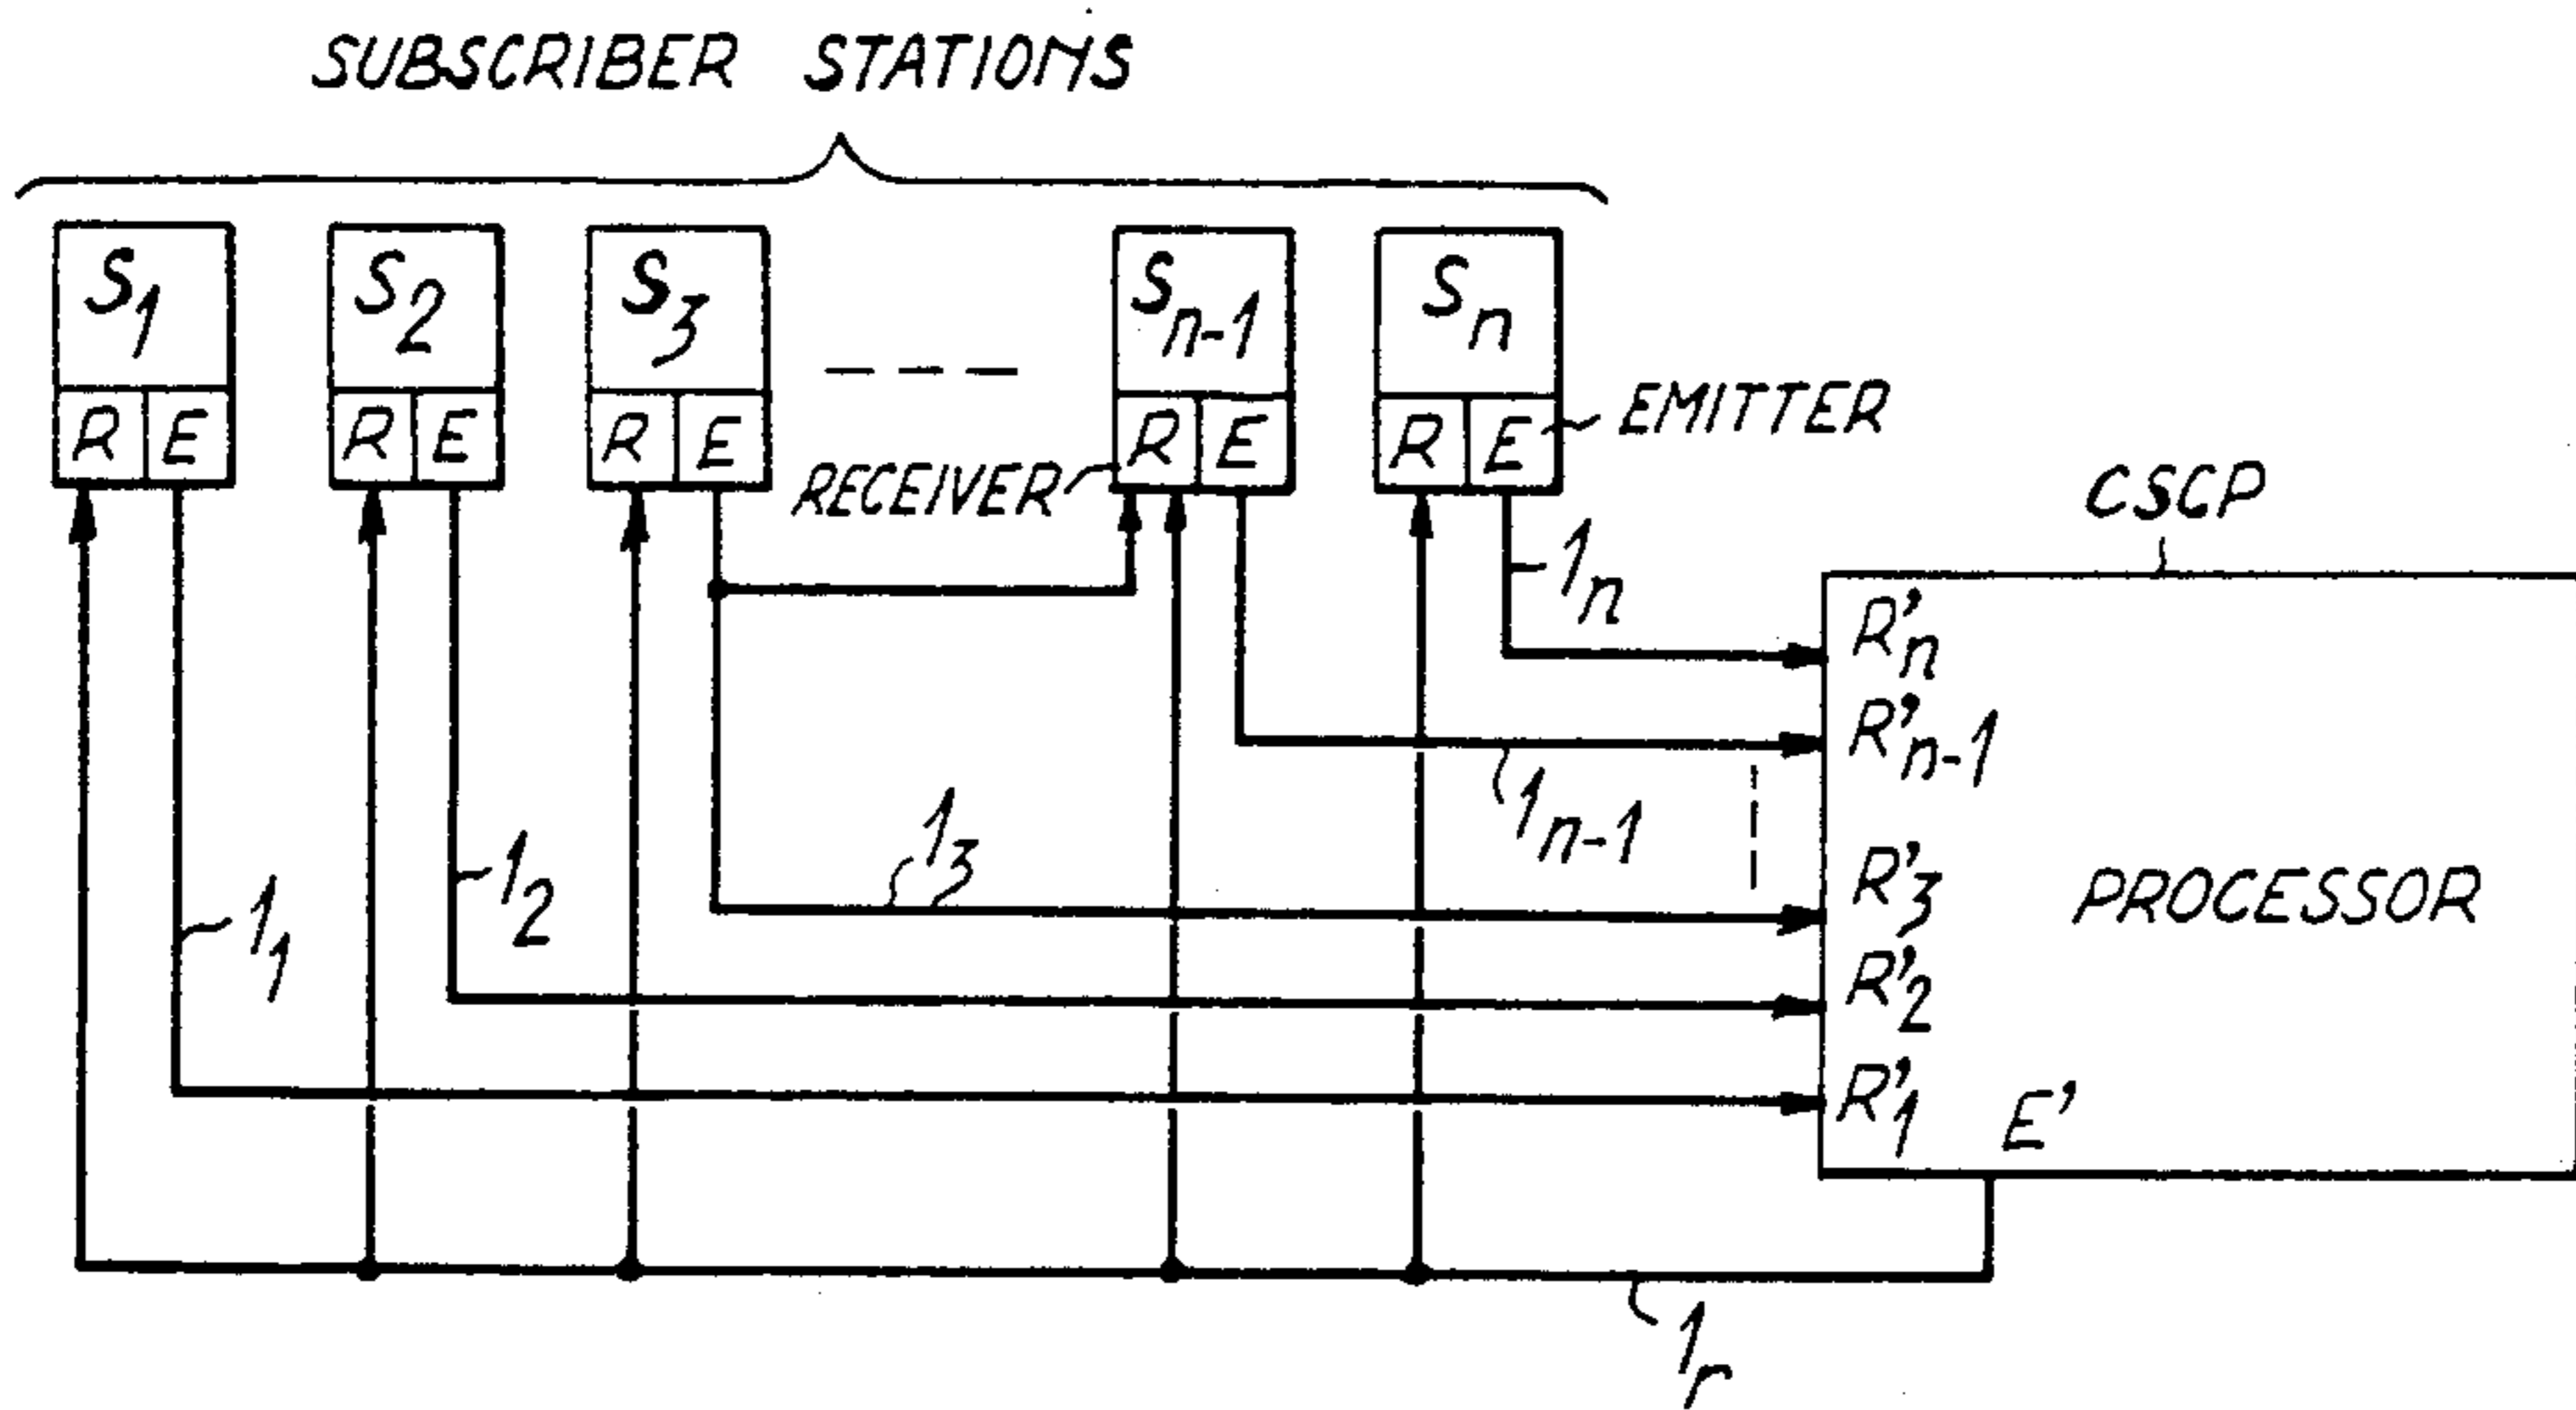 SUBSCRIBER STATIONS
S1 S2 S3 Sn-1 Sn
R E R E R E R E R E
EMITTER
RECEIVER
CSCP
1n
R'n
R'n-1
1n-1
13
R'3
PROCESSOR
12
11
R'2
R'1
E'
1r